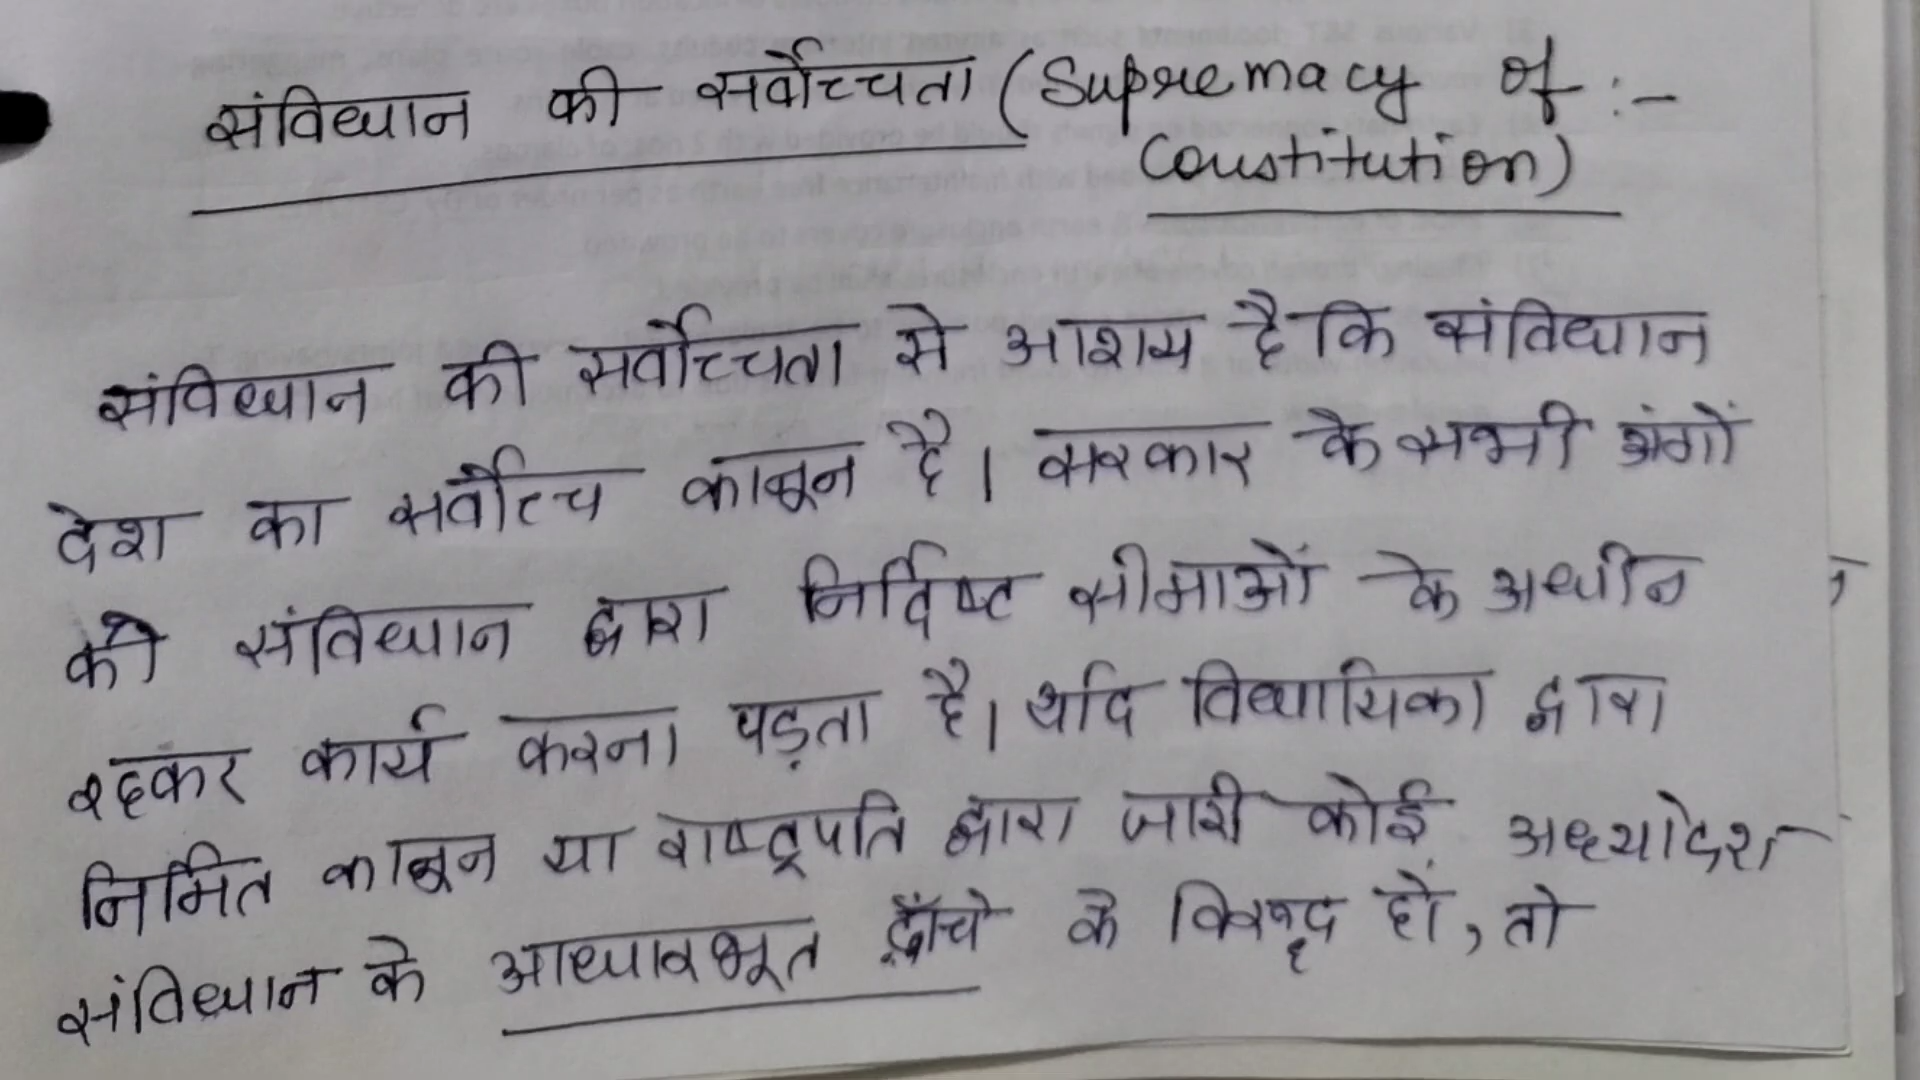 संविधान की सर्वोच्चता (Supremacy of :-
Constitution)
संविधान की सर्वोच्चता से आशय है कि संविधान
देश का सर्वोच्च कानून है। सरकार के सभी अंगों
को संविधान द्वारा निर्दिष्ट सीमाओं के अधीन
रहकर कार्य करना पड़ता है। यदि विधायिका द्वारा
निर्मित कानून या राष्ट्रपति द्वारा जारी कोई अध्यादेश
संविधान के आधारभूत ढाँचे के विरुद्ध हों, तो